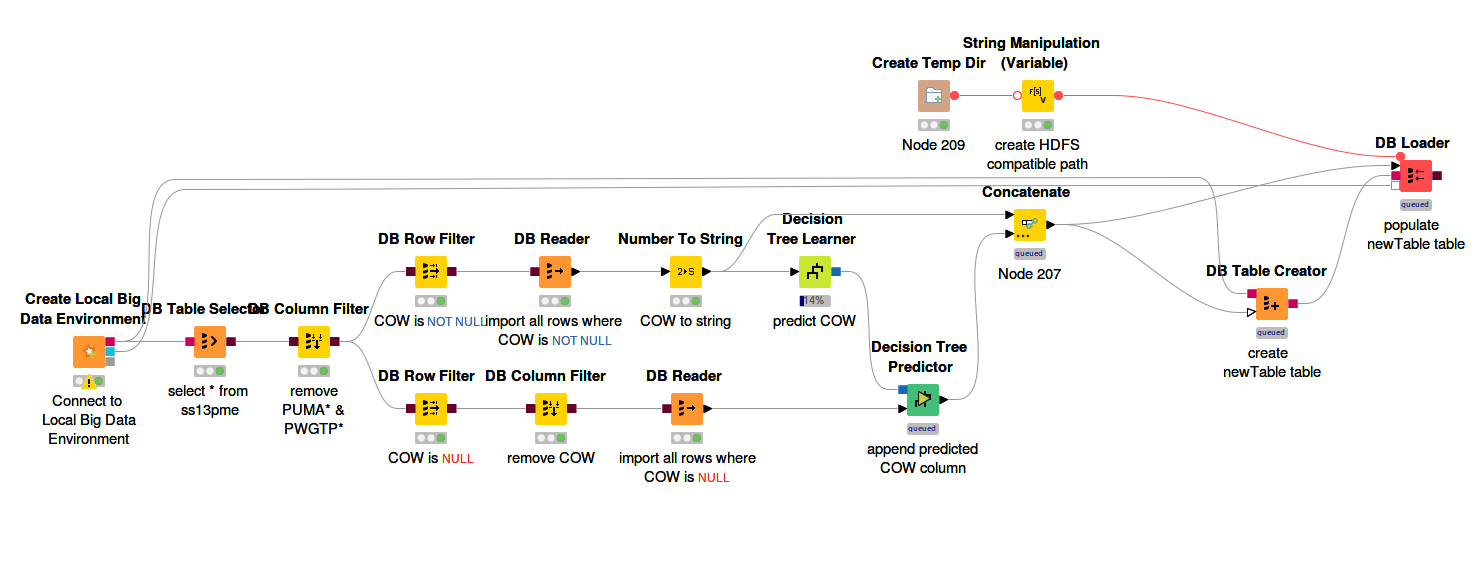 String Manipulation
(Variable)
Create Temp Dir
Node 209
create HDFS
compatible path
DB Loader
queued
populate
newTable table
Concatenate
queued
Node 207
DB Row Filter
COW is NOT NULL
DB Reader
import all rows where
COW is NOT NULL
Number To String
2▸S
COW to string
Decision
Tree Learner
14%
predict COW
DB Table Creator
queued
create
newTable table
Create Local Big
Data Environment
Connect to
Local Big Data
Environment
DB Table Selector
select * from
ss13pme
DB Column Filter
remove
PUMA* &
PWGTP*
DB Row Filter
COW is NULL
DB Column Filter
remove COW
DB Reader
import all rows where
COW is NULL
Decision Tree
Predictor
queued
append predicted
COW column